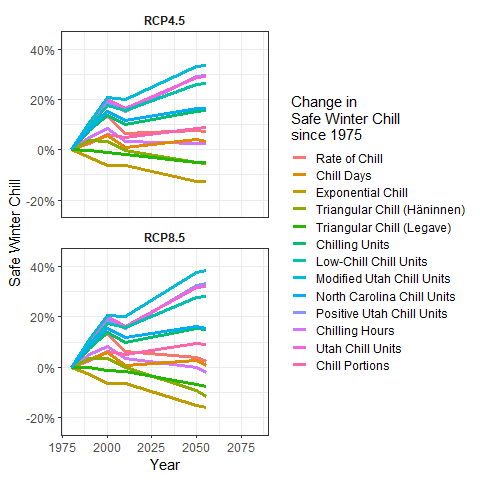 RCP4.5
40%
20%
0%
-20%
RCP8.5
40%
20%
0%
-20%
1975
2000
2025
2050
2075
Year
Safe Winter Chill
Change in
Safe Winter Chill
since 1975
Rate of Chill
Chill Days
Exponential Chill
Triangular Chill (Häninnen)
Triangular Chill (Legave)
Chilling Units
Low-Chill Chill Units
Modified Utah Chill Units
North Carolina Chill Units
Positive Utah Chill Units
Chilling Hours
Utah Chill Units
Chill Portions